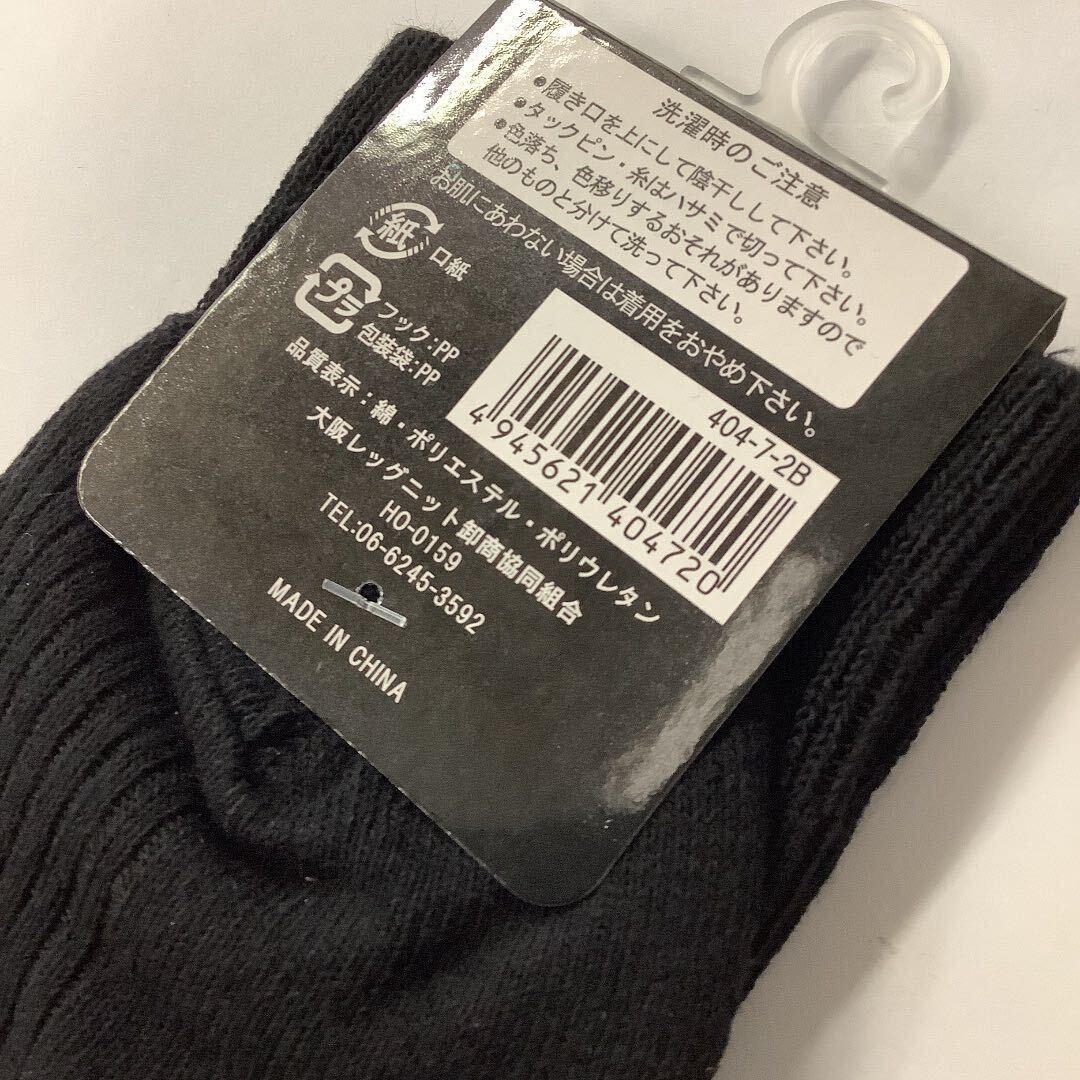 洗濯時のご注意
●履き口を上にして陰干しして下さい。
●タックピン・糸はハサミで切って下さい。
●色落ち、色移りするおそれがありますので
他のものと分けて洗って下さい。
お肌にあわない場合は着用をおやめ下さい。
紙
口紙
プラ
フック:PP
包装袋:PP
404-7-2B
4945621404720
品質表示:綿・ポリエステル・ポリウレタン
大阪レッグニット卸商協同組合
HO-0159
TEL:06-6245-3592
MADE IN CHINA